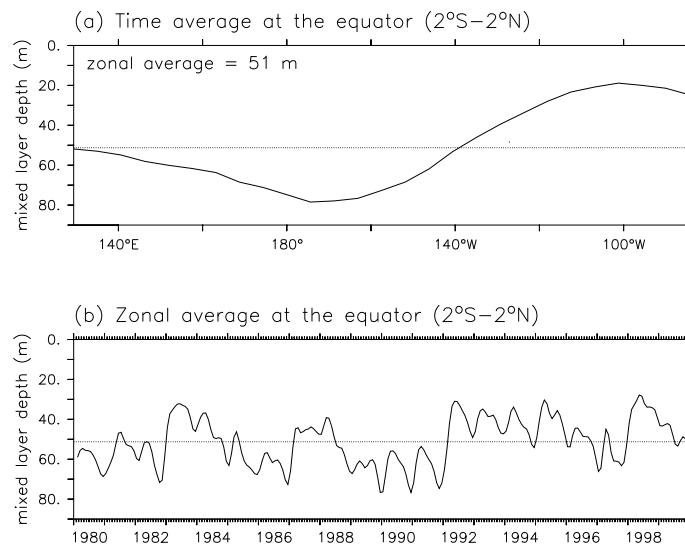 (a) Time average at the equator (2°S−2°N)
zonal average = 51 m
mixed layer depth (m)
0.
20.
40.
60.
80.
140°E 180° 140°W 100°W
(b) Zonal average at the equator (2°S−2°N)
mixed layer depth (m)
0.
20.
40.
60.
80.
1980 1982 1984 1986 1988 1990 1992 1994 1996 1998